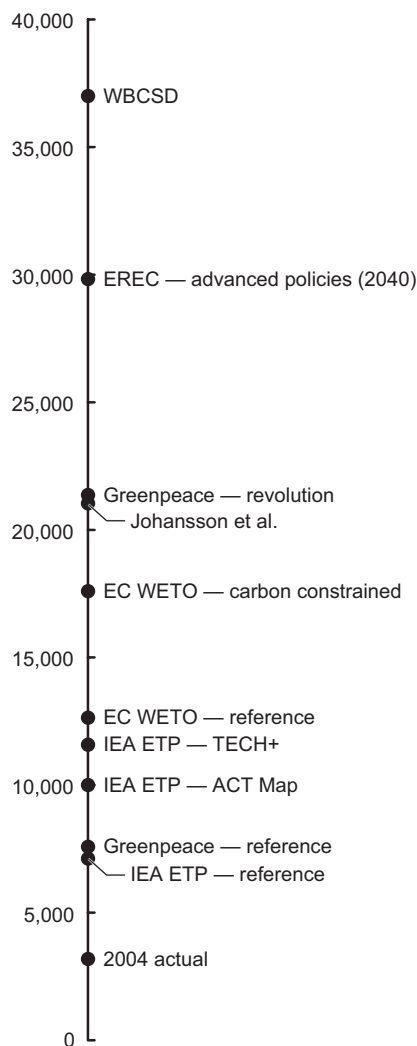 40,000
WBCSD
35,000
30,000
EREC — advanced policies (2040)
25,000
Greenpeace — revolution
Johansson et al.
20,000
EC WETO — carbon constrained
15,000
EC WETO — reference
IEA ETP — TECH+
10,000 IEA ETP — ACT Map
Greenpeace — reference
IEA ETP — reference
5,000
2004 actual
0